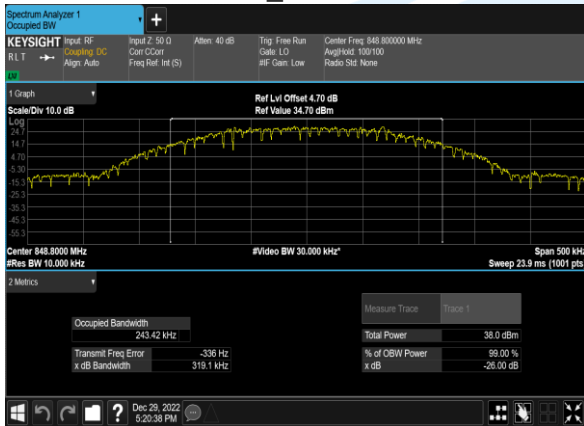 Spectrum Analyzer 1
Occupied BW
KEYSIGHT
RLT
Input: RF
Coupling: DC
Align: Auto
Input Z: 50 Ω
Corr CCorr
Freq Ref: Int (S)
Atten: 40 dB
Trig: Free Run
Gate: LO
#IF Gain: Low
Center Freq: 848.800000 MHz
Avg|Hold: 100/100
Radio Std: None
1 Graph
Scale/Div 10.0 dB
Ref Lvl Offset 4.70 dB
Ref Value 34.70 dBm
Log
24.7
14.7
4.70
-5.30
-15.3
-25.3
-35.3
-45.3
-55.3
Center 848.8000 MHz
#Video BW 30.000 kHz*
Span 500 kHz
#Res BW 10.000 kHz
Sweep 23.9 ms (1001 pts
2 Metrics
Measure Trace
Trace 1
Occupied Bandwidth
243.42 kHz
Total Power
38.0 dBm
Transmit Freq Error
-336 Hz
% of OBW Power
99.00 %
x dB Bandwidth
319.1 kHz
x dB
-26.00 dB
?
Dec 29, 2022
5:20:38 PM